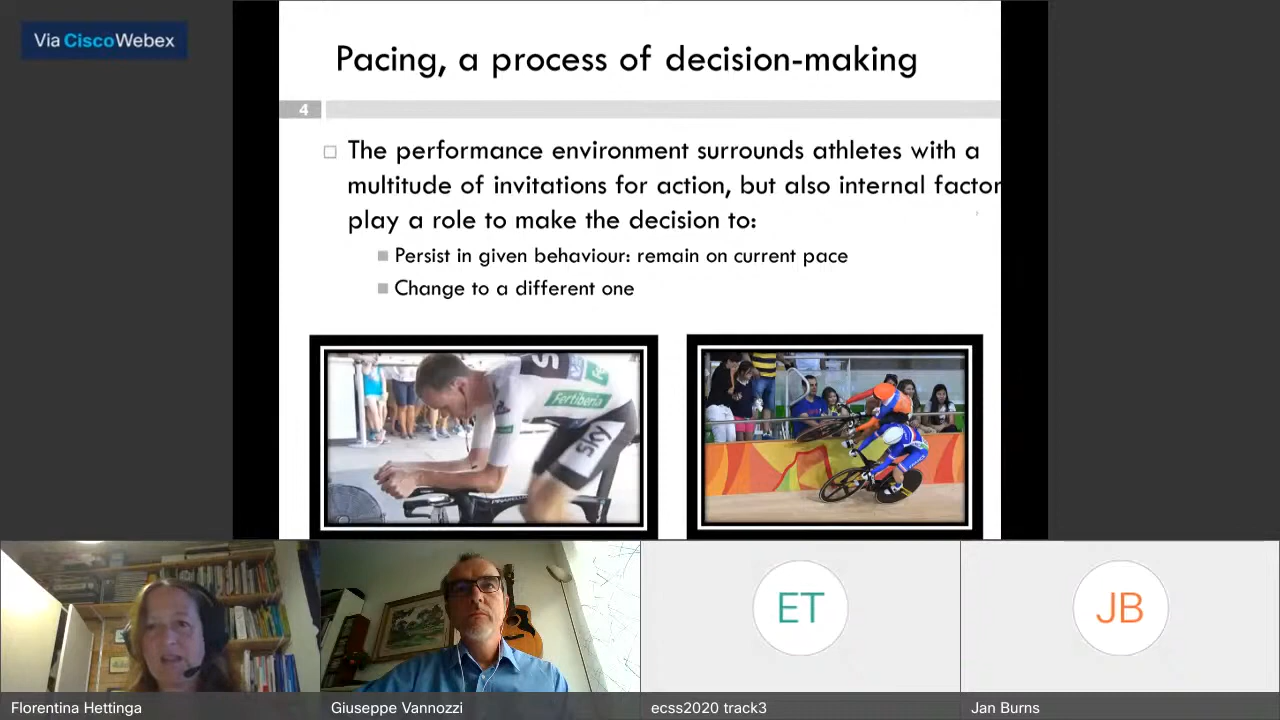 Via Cisco Webex
Pacing, a process of decision-making
4
The performance environment surrounds athletes with a
multitude of invitations for action, but also internal factor
play a role to make the decision to:
Persist in given behaviour: remain on current pace
Change to a different one
S
Fertiberia
SKY
ET
JB
Florentina Hettinga
Giuseppe Vannozzi
ecss2020 track3
Jan Burns